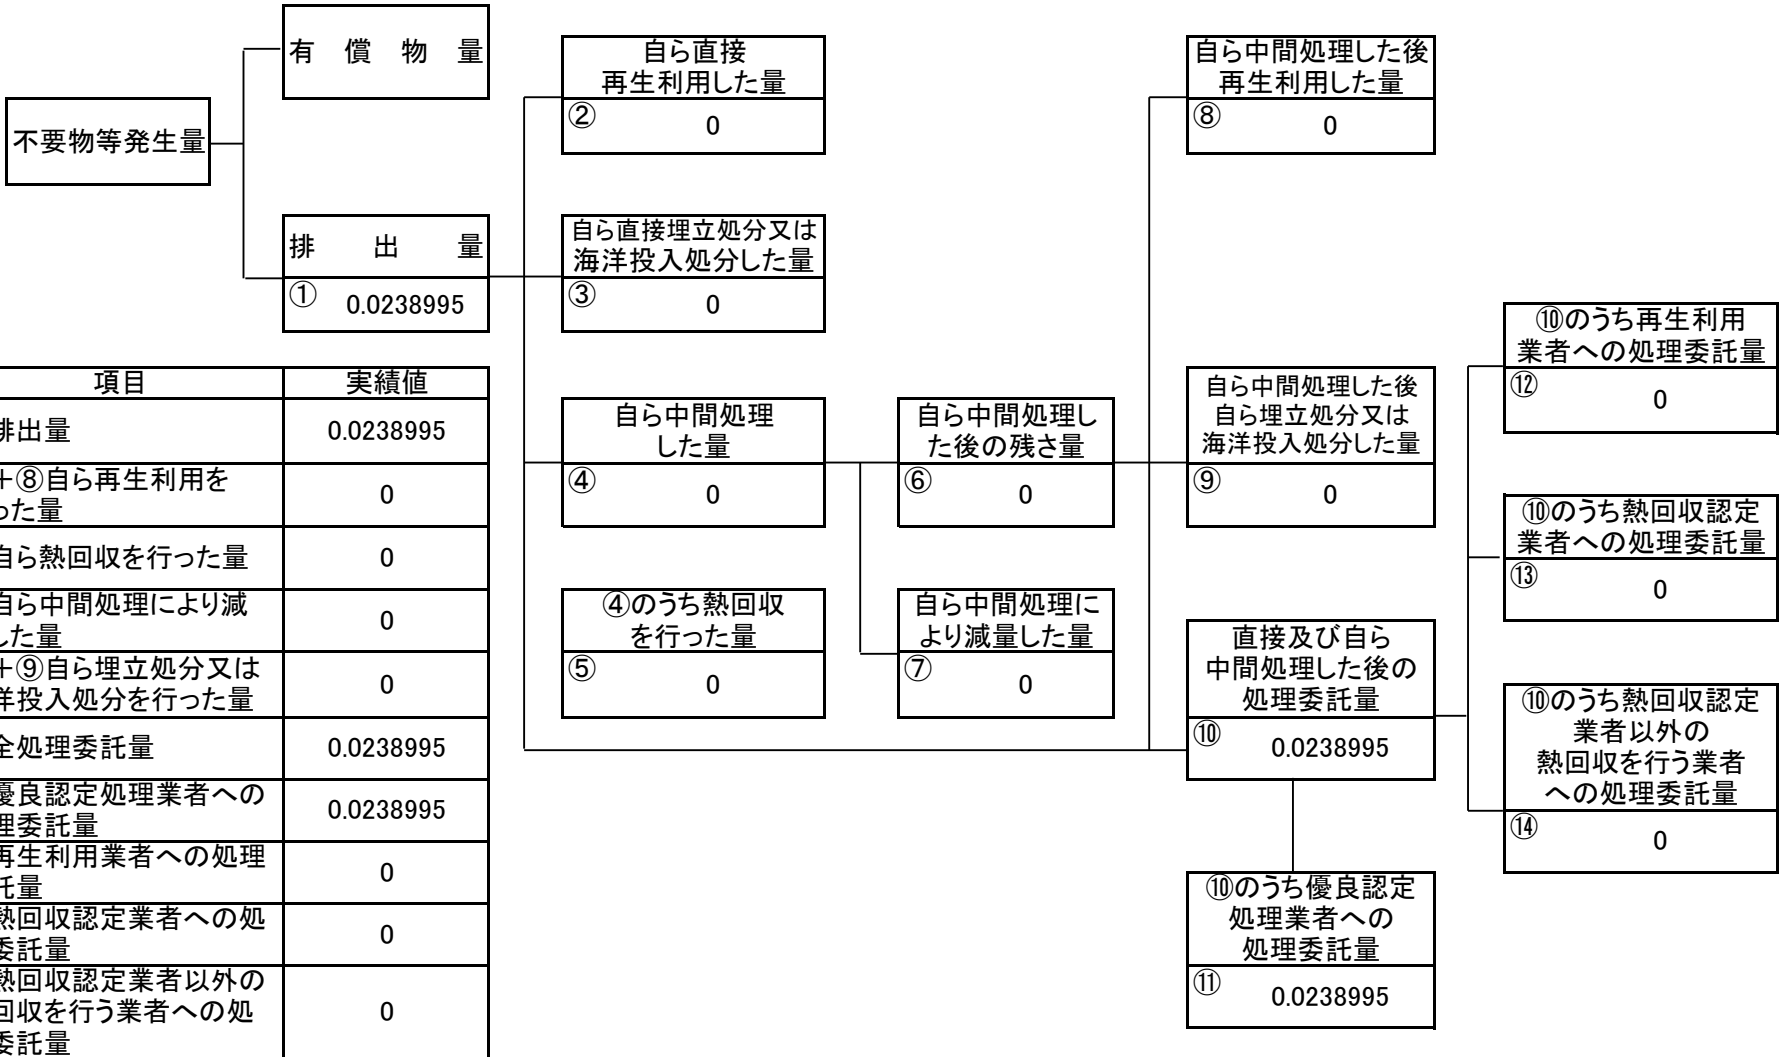 有償物量
不要物等発生量
排出量
①
0.0238995
自ら直接
再生利用した量
②
0
自ら直接埋立処分又は
海洋投入処分した量
③
0
自ら中間処理
した量
④
0
④のうち熱回収
を行った量
⑤
0
自ら中間処理し
た後の残さ量
⑥
0
自ら中間処理に
より減量した量
⑦
0
自ら中間処理した後
再生利用した量
⑧
0
自ら中間処理した後
自ら埋立処分又は
海洋投入処分した量
⑨
0
直接及び自ら
中間処理した後の
処理委託量
⑩
0.0238995
⑩のうち優良認定
処理業者への
処理委託量
⑪
0.0238995
⑩のうち再生利用
業者への処理委託量
⑫
0
⑩のうち熱回収認定
業者への処理委託量
⑬
0
⑩のうち熱回収認定
業者以外の
熱回収を行う業者
への処理委託量
⑭
0
項目 実績値
排出量 0.0238995
+⑧自ら再生利用を
った量
0
自ら熱回収を行った量 0
自ら中間処理により減
した量
0
+⑨自ら埋立処分又は
洋投入処分を行った量
0
全処理委託量 0.0238995
優良認定処理業者への
理委託量
0.0238995
再生利用業者への処理
託量
0
熱回収認定業者への処
委託量
0
熱回収認定業者以外の
回収を行う業者への処
委託量
0